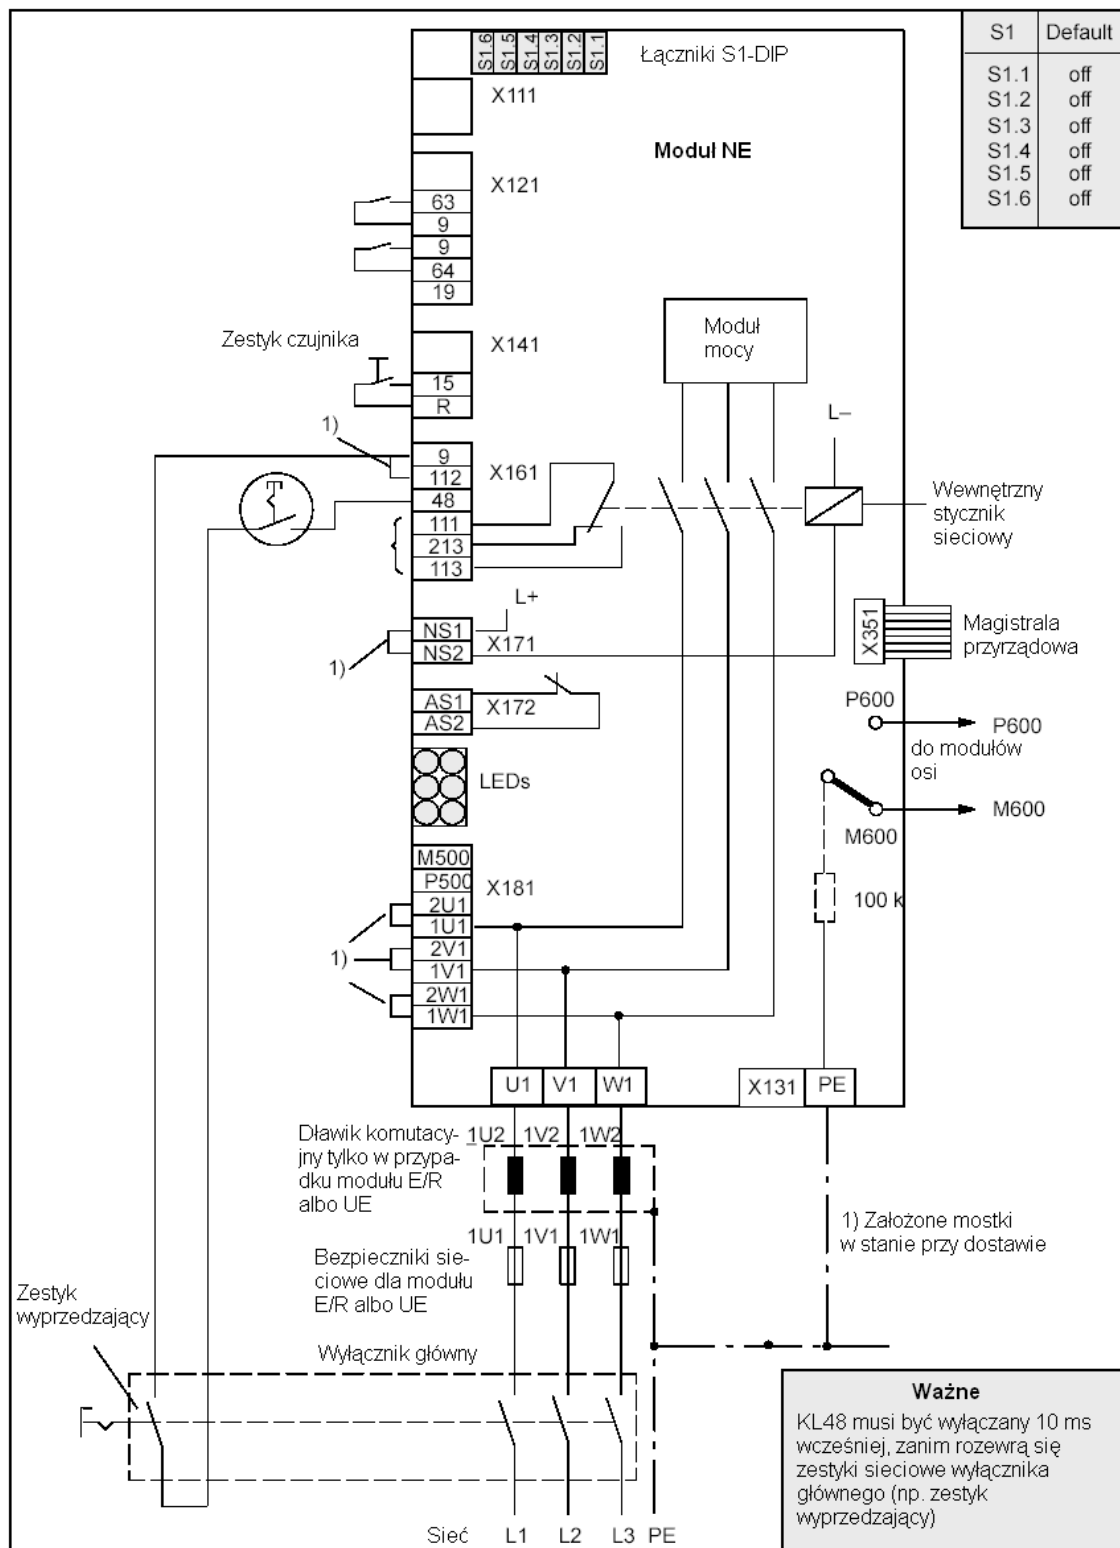 S1.6 S1.5 S1.4 S1.3 S1.2 S1.1
Łączniki S1-DIP
S1 Default
S1.1 off
S1.2 off
S1.3 off
S1.4 off
S1.5 off
S1.6 off
X111
Moduł NE
X121
63
9
9
64
19
Zestyk czujnika
X141
15
R
Moduł
mocy
L–
1)
9
112
X161
48
111
213
113
Wewnętrzny
stycznik
sieciowy
L+
NS1
NS2
X171
1)
X351
Magistrala
przyrządowa
AS1
AS2
X172
P600
P600
do modułów
osi
LEDs
M600
M600
M500
P500
X181
2U1
1U1
2V1
1V1
2W1
1W1
1)
100 k
U1 V1 W1
X131 PE
Dławik komutacy-
jny tylko w przypa-
dku modułu E/R
albo UE
1U2 1V2 1W2
1U1 1V1 1W1
1) Założone mostki
w stanie przy dostawie
Bezpieczniki sie-
ciowe dla modułu
E/R albo UE
Zestyk
wyprzedzający
Wyłącznik główny
Ważne
KL48 musi być wyłączany 10 ms
wcześniej, zanim rozewrą się
zestyki sieciowe wyłącznika
głównego (np. zestyk
wyprzedzający)
Sieć L1 L2 L3 PE